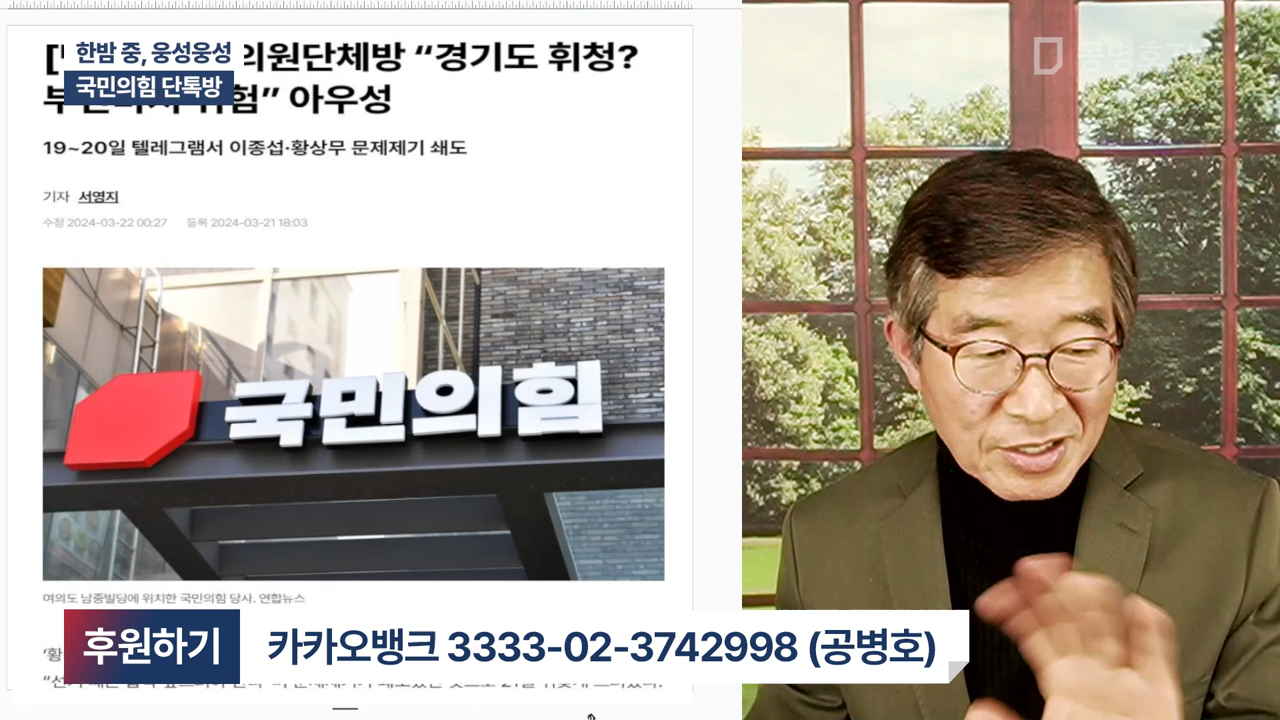 한밤 중, 웅성웅성
국민의힘 단톡방
의원단체방 “경기도 휘청?
위험” 아우성
19~20일 텔레그램서 이종섭·황상무 문제제기 쇄도
기자 서영지
수정 2024-03-22 00:27 등록 2024-03-21 18:03
국민의힘
여의도 남중빌딩에 위치한 국민의힘 당사. 연합뉴스
후원하기
카카오뱅크 3333-02-3742998 (공병호)
공병호